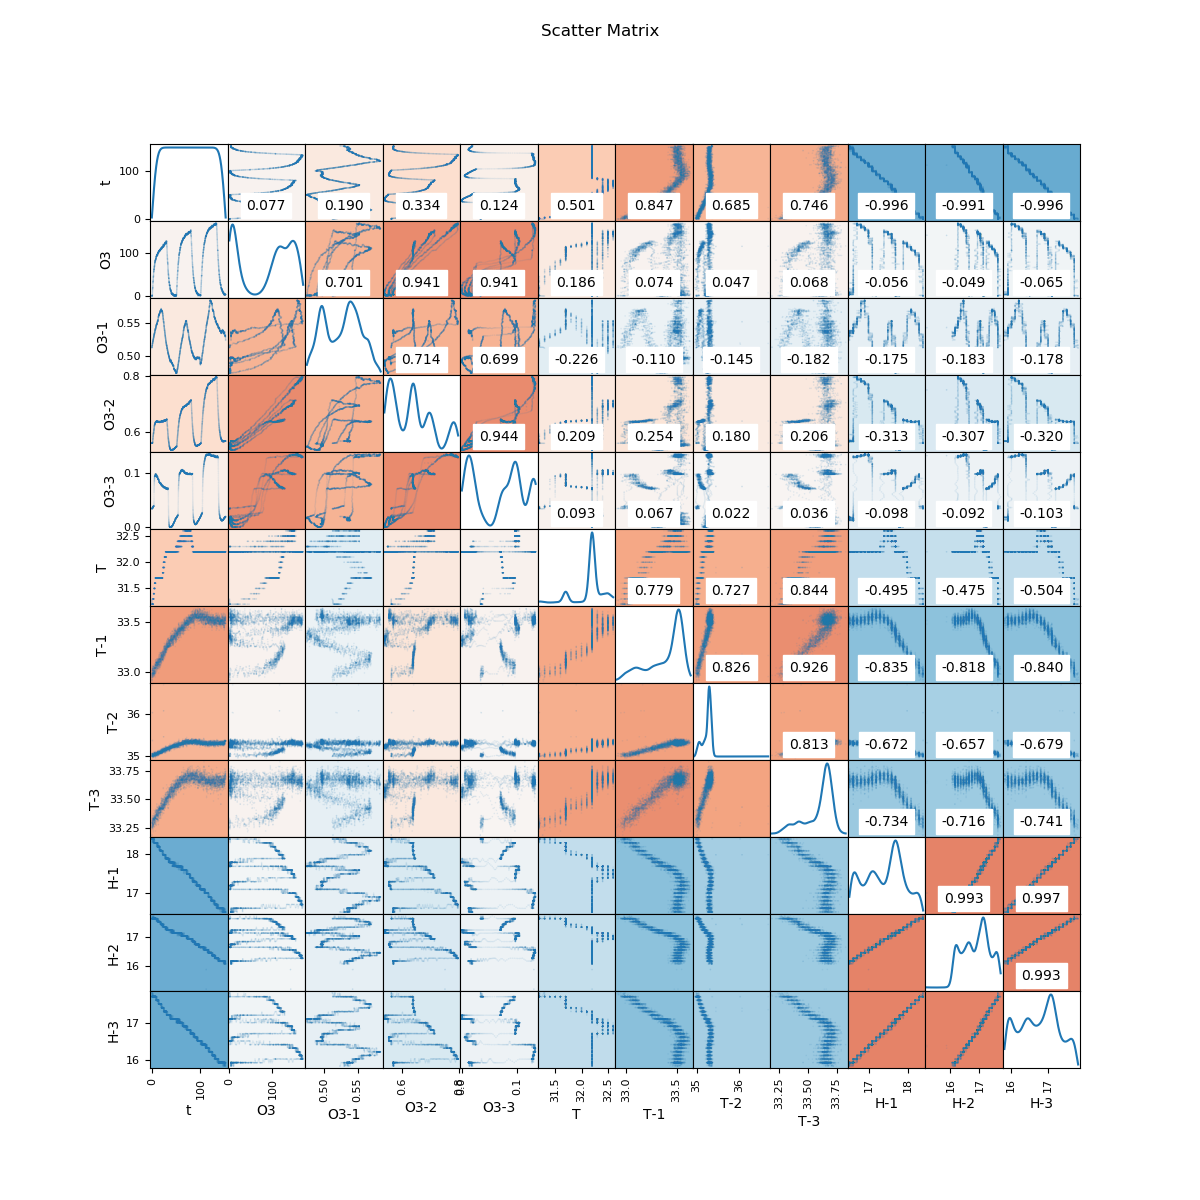 Scatter Matrix
t 100 0
0.077 0.190 0.334 0.124 0.501 0.847 0.685 0.746 -0.996 -0.991 -0.996
O3 100 0
0.701 0.941 0.941 0.186 0.074 0.047 0.068 -0.056 -0.049 -0.065
O3-1 0.55 0.50
0.714 0.699 -0.226 -0.110 -0.145 -0.182 -0.175 -0.183 -0.178
O3-2 0.8 0.6
0.944 0.209 0.254 0.180 0.206 -0.313 -0.307 -0.320
O3-3 0.1 0.0
0.093 0.067 0.022 0.036 -0.098 -0.092 -0.103
T 32.5 32.0 31.5
0.779 0.727 0.844 -0.495 -0.475 -0.504
T-1 33.5 33.0
0.826 0.926 -0.835 -0.818 -0.840
T-2 36 35
0.813 -0.672 -0.657 -0.679
T-3 33.75 33.50 33.25
-0.734 -0.716 -0.741
H-1 18 17
0.993 0.997
H-2 17 16
0.993
H-3 17 16
0 100 0 100 0.50 0.55 0.6 0.8 0.0 0.1 31.5 32.0 32.5 33.0 33.5 35 36 33.25 33.50 33.75 17 18 16 17 16 17
t O3 O3-1 O3-2 O3-3 T T-1 T-2 T-3 H-1 H-2 H-3